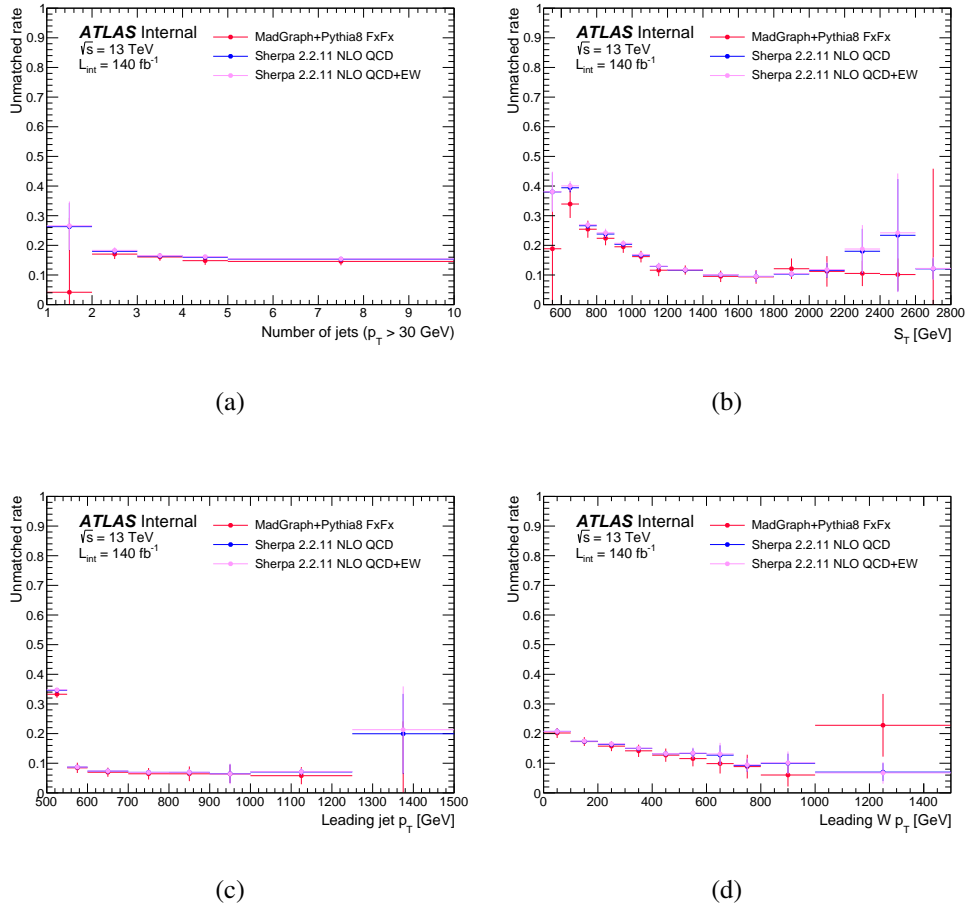 Unmatched rate
1
0.9
0.8
0.7
0.6
0.5
0.4
0.3
0.2
0.1
0
ATLAS Internal
√s = 13 TeV
L_int = 140 fb⁻¹
MadGraph+Pythia8 FxFx
Sherpa 2.2.11 NLO QCD
Sherpa 2.2.11 NLO QCD+EW
1 2 3 4 5 6 7 8 9 10
Number of jets (p_T > 30 GeV)
(a)
Unmatched rate
1
0.9
0.8
0.7
0.6
0.5
0.4
0.3
0.2
0.1
0
ATLAS Internal
√s = 13 TeV
L_int = 140 fb⁻¹
MadGraph+Pythia8 FxFx
Sherpa 2.2.11 NLO QCD
Sherpa 2.2.11 NLO QCD+EW
600 800 1000 1200 1400 1600 1800 2000 2200 2400 2600 2800
S_T [GeV]
(b)
Unmatched rate
1
0.9
0.8
0.7
0.6
0.5
0.4
0.3
0.2
0.1
0
ATLAS Internal
√s = 13 TeV
L_int = 140 fb⁻¹
MadGraph+Pythia8 FxFx
Sherpa 2.2.11 NLO QCD
Sherpa 2.2.11 NLO QCD+EW
500 600 700 800 900 1000 1100 1200 1300 1400 1500
Leading jet p_T [GeV]
(c)
Unmatched rate
1
0.9
0.8
0.7
0.6
0.5
0.4
0.3
0.2
0.1
0
ATLAS Internal
√s = 13 TeV
L_int = 140 fb⁻¹
MadGraph+Pythia8 FxFx
Sherpa 2.2.11 NLO QCD
Sherpa 2.2.11 NLO QCD+EW
0 200 400 600 800 1000 1200 1400
Leading W p_T [GeV]
(d)